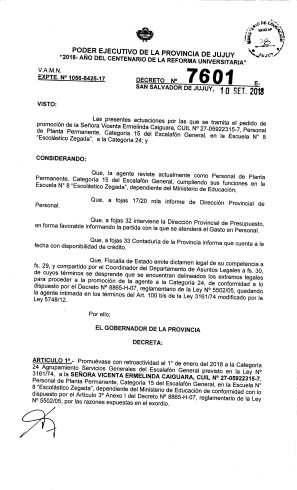 PODER EJECUTIVO DE LA PROVINCIA DE JUJUY
"2018- AÑO DEL CENTENARIO DE LA REFORMA UNIVERSITARIA"
V.A.M.N.
EXPTE. Nº 1056-8425-17
DECRETO Nº 7601 E.
SAN SALVADOR DE JUJUY, 10 SET. 2018
VISTO:
Las presentes actuaciones por las que se tramita el pedido de
promoción de la Señora Vicenta Ermelinda Caiguara, CUIL Nº 27-05922315-7, Personal
de Planta Permanente, Categoría 15 del Escalafón General, en la Escuela N° 8
"Escolástico Zegada", a la Categoría 24; y
CONSIDERANDO:
Que, la agente reviste actualmente como Personal de Planta
Permanente, Categoría 15 del Escalafón General, cumpliendo sus funciones en la
Escuela N° 8 "Escolástico Zegada", dependiente del Ministerio de Educación.
Que, a fojas 17/20 rola informe de Dirección Provincial de
Personal.
Que, a fojas 32 interviene la Dirección Provincial de Presupuesto,
en forma favorable informando la partida con la que se atenderá el Gasto en Personal.
Que, a fojas 33 Contaduría de la Provincia informa que cuenta a la
fecha con disponibilidad de crédito.
Que, Fiscalía de Estado emite dictamen legal de su competencia a
fs. 29, y compartido por el Coordinador del Departamento de Asuntos Legales a fs. 30,
de cuyos términos se desprende que se encuentran delineados los extremos legales
para proceder a la promoción de la agente a la Categoría 24, de conformidad a lo
dispuesto por el Decreto N° 8865-H-07, reglamentario de la Ley N° 5502/05, quedando
la agente intimada en los términos del Art. 100 bis de la Ley 3161/74 modificado por la
Ley 5748/12.
Por ello;
EL GOBERNADOR DE LA PROVINCIA
DECRETA:
ARTICULO 1º.- Promuévase con retroactividad al 1° de enero del 2018 a la Categoría
24 Agrupamiento Servicios Generales del Escalafón General previsto en la Ley N°
3161/74, a la SEÑORA VICENTA ERMELINDA CAIGUARA, CUIL Nº 27-05922315-7,
Personal de Planta Permanente, Categoría 15 del Escalafón General, en la Escuela N°
8 "Escolástico Zegada", dependiente del Ministerio de Educación de conformidad a lo
dispuesto por el Artículo 3° Anexo I del Decreto N° 8865-H-07, reglamentario de la Ley
N° 5502/05, por las razones expuestas en el exordio.